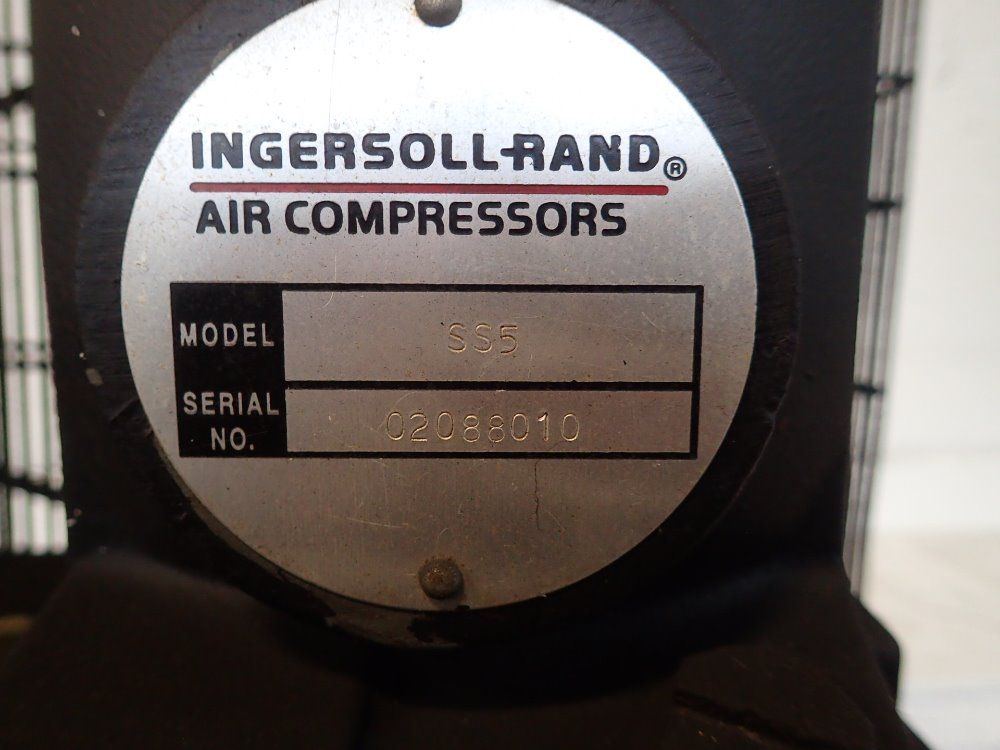 INGERSOLL-RAND®
AIR COMPRESSORS
MODEL SS5
SERIAL NO. 02088010